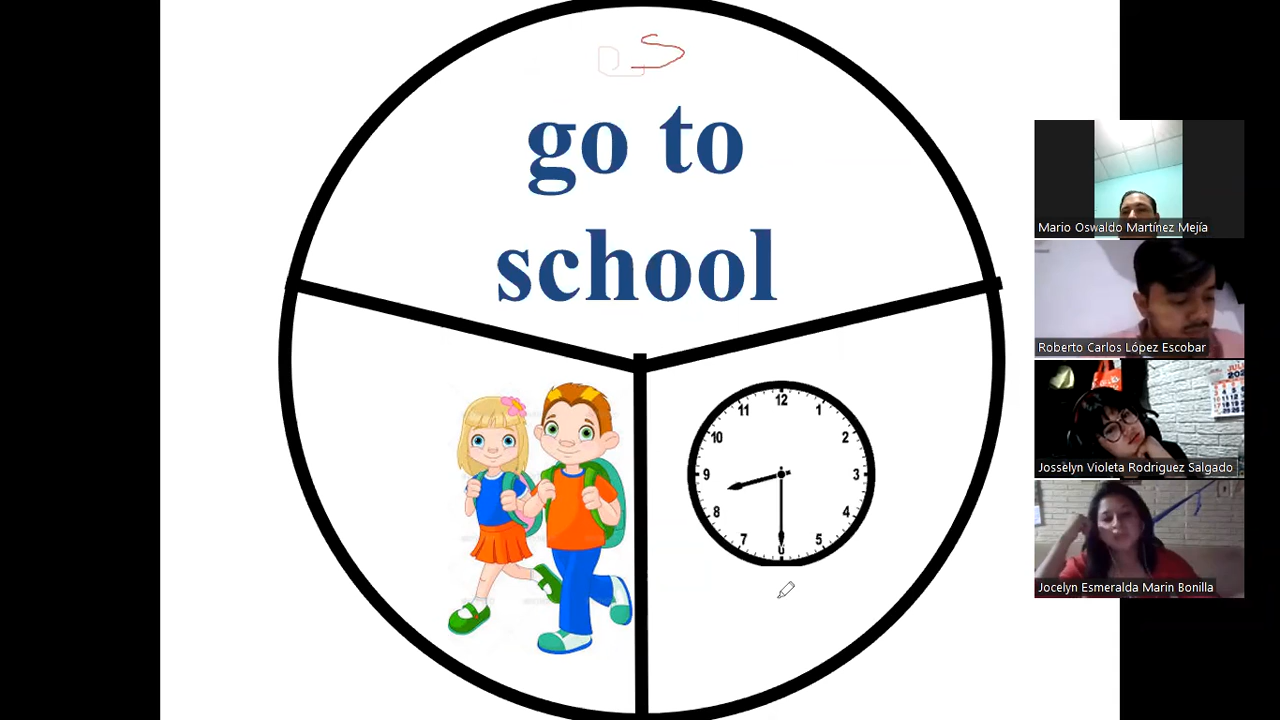 S
go to
school
12
11
1
10
2
9
3
8
4
7
5
6
Mario Oswaldo Martínez Mejía
Roberto Carlos López Escobar
Josselyn Violeta Rodriguez Salgado
Jocelyn Esmeralda Marin Bonilla